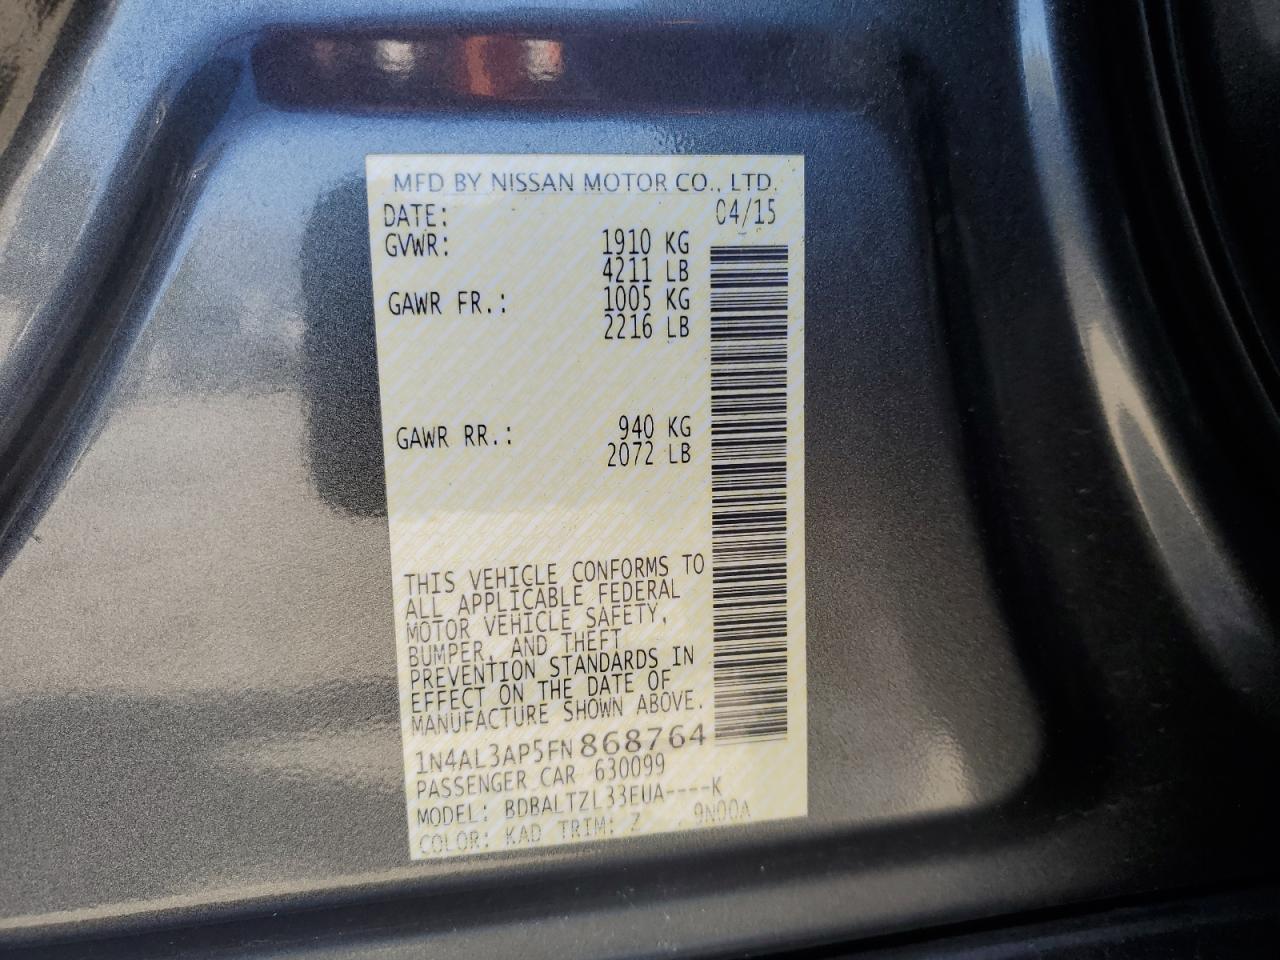 MFD BY NISSAN MOTOR CO., LTD.
DATE: 04/15
GVWR: 1910 KG
4211 LB
GAWR FR.: 1005 KG
2216 LB
GAWR RR.: 940 KG
2072 LB
THIS VEHICLE CONFORMS TO
ALL APPLICABLE FEDERAL
MOTOR VEHICLE SAFETY,
BUMPER, AND THEFT
PREVENTION STANDARDS IN
EFFECT ON THE DATE OF
MANUFACTURE SHOWN ABOVE.
1N4AL3AP5FN868764
PASSENGER CAR 630099
MODEL: BDBALTZL33EUA----K
COLOR: KAD TRIM: Z 9N00A